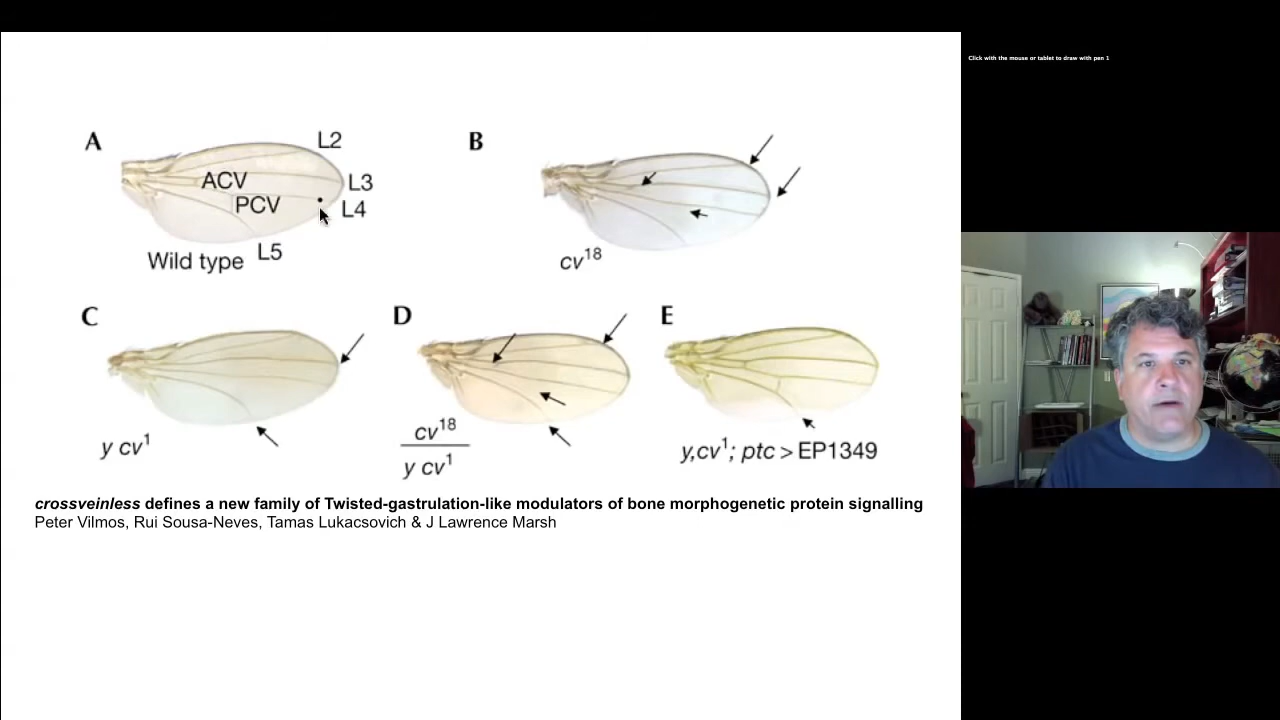 Click with the mouse or tablet to draw with pen 1
A
L2
B
ACV
L3
PCV
L4
Wild type
L5
cv18
C
D
E
y cv1
cv18
y cv1
y,cv1; ptc > EP1349
crossveinless defines a new family of Twisted-gastrulation-like modulators of bone morphogenetic protein signalling
Peter Vilmos, Rui Sousa-Neves, Tamas Lukacsovich & J Lawrence Marsh